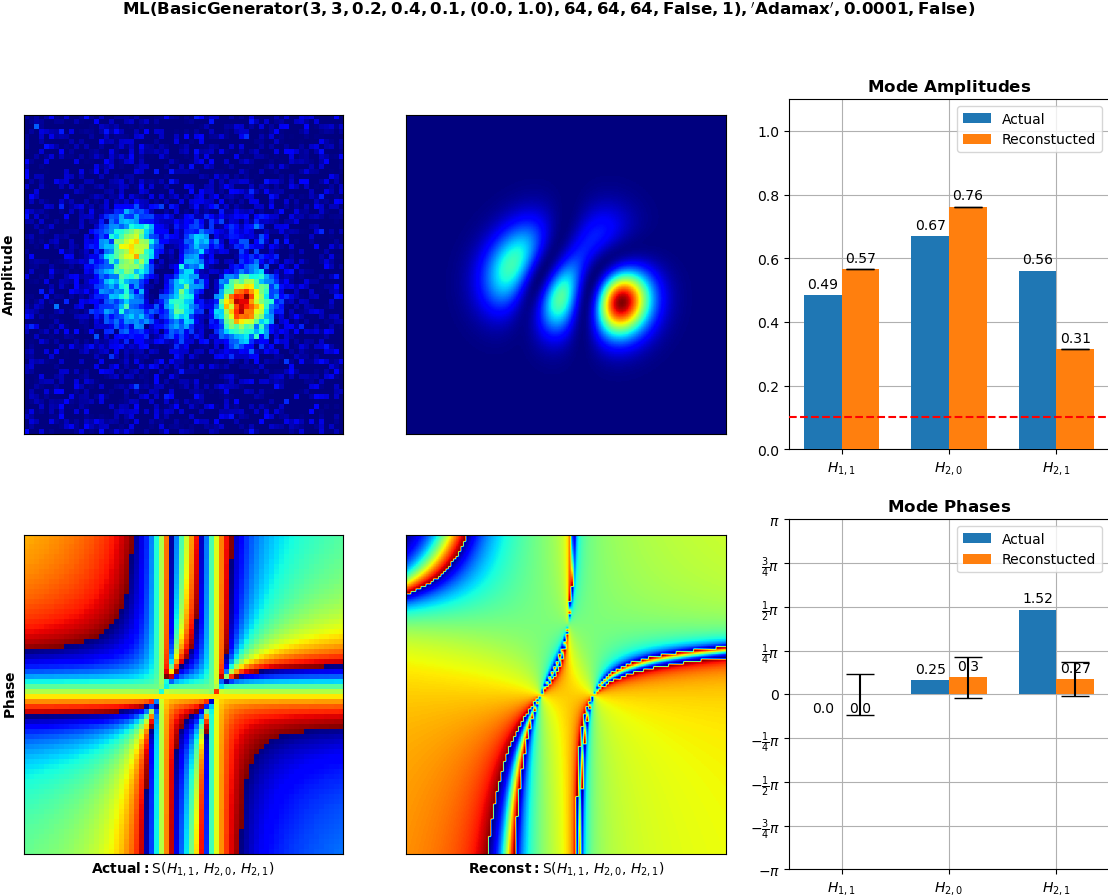 ML(BasicGenerator(3, 3, 0.2, 0.4, 0.1, (0.0, 1.0), 64, 64, 64, False, 1), ′Adamax′, 0.0001, False)
Amplitude
Mode Amplitudes
Actual
Reconstucted
1.0
0.8
0.6
0.4
0.2
0.0
0.49
0.57
0.67
0.76
0.56
0.31
H₁,₁
H₂,₀
H₂,₁
Phase
Actual: S(H₁,₁, H₂,₀, H₂,₁)
Reconst: S(H₁,₁, H₂,₀, H₂,₁)
Mode Phases
Actual
Reconstucted
π
¾π
½π
¼π
0
−¼π
−½π
−¾π
−π
0.0
0.0
0.25
0.3
1.52
0.27
H₁,₁
H₂,₀
H₂,₁